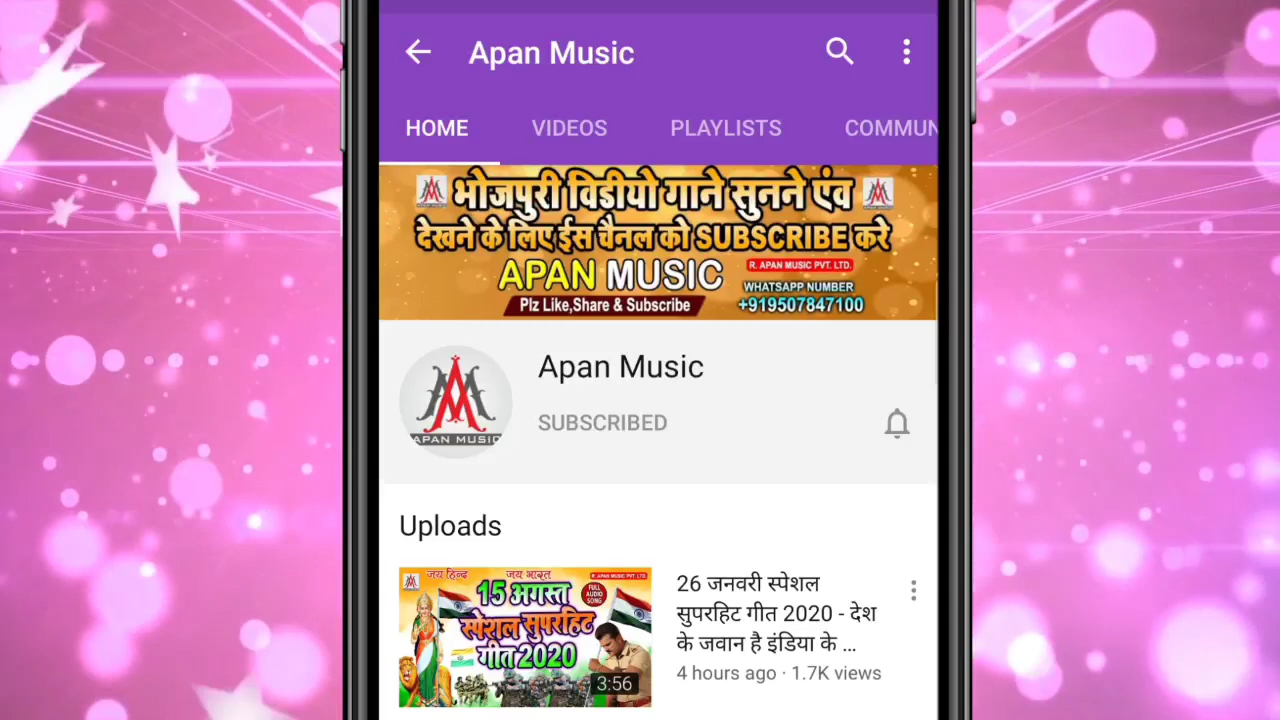 Apan Music
HOME VIDEOS PLAYLISTS COMMUN
भोजपुरी विडीयो गाने सुनने एंव
देखने के लिए ईस चैनल को SUBSCRIBE करे
APAN MUSIC
R. APAN MUSIC PVT. LTD.
WHATSAPP NUMBER
+919507847100
Plz Like,Share & Subscribe
Apan Music
SUBSCRIBED
APAN MUSIC
Uploads
जय हिन्द जय भारत
R. APAN MUSIC PVT. LTD.
15 अगस्त
FULL
AUDIO
SONG
स्पेशल सुपरहिट
गीत 2020
3:56
26 जनवरी स्पेशल
सुपरहिट गीत 2020 - देश
के जवान है इंडिया के ...
4 hours ago · 1.7K views